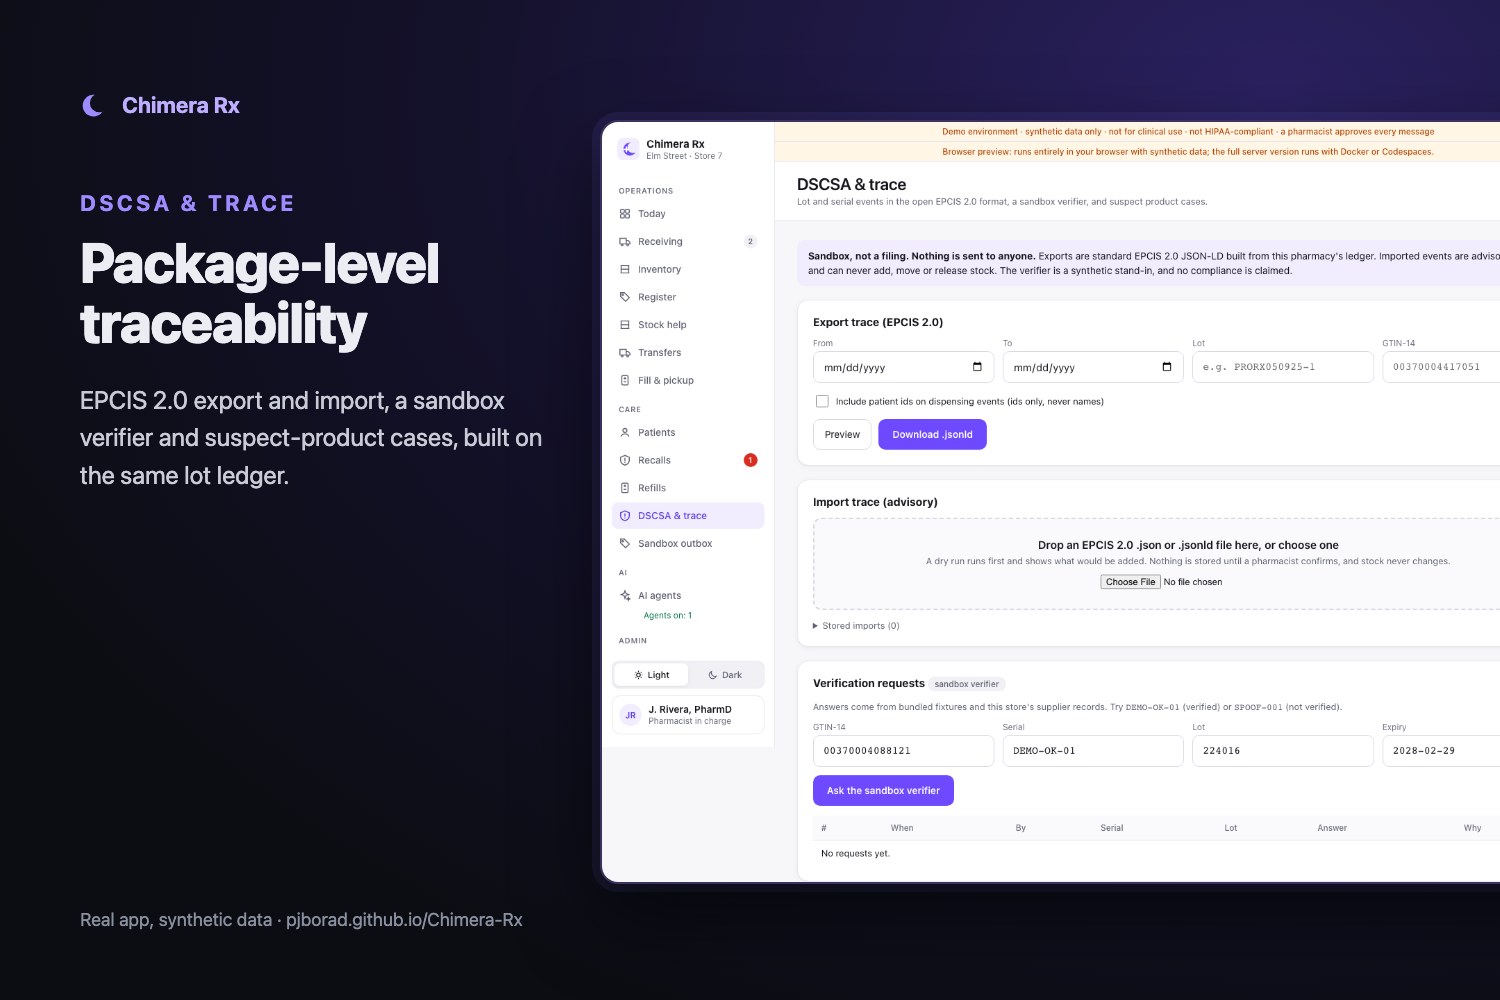 Chimera Rx
DSCSA & TRACE
Package-level
traceability
EPCIS 2.0 export and import, a sandbox
verifier and suspect-product cases, built on
the same lot ledger.
Real app, synthetic data · pjborad.github.io/Chimera-Rx
Chimera Rx
Elm Street · Store 7
OPERATIONS
Today
Receiving 2
Inventory
Register
Stock help
Transfers
Fill & pickup
CARE
Patients
Recalls 1
Refills
DSCSA & trace
Sandbox outbox
AI
AI agents
Agents on: 1
ADMIN
Light Dark
JR
J. Rivera, PharmD
Pharmacist in charge
Demo environment · synthetic data only · not for clinical use · not HIPAA-compliant · a pharmacist approves every message
Browser preview: runs entirely in your browser with synthetic data; the full server version runs with Docker or Codespaces.
DSCSA & trace
Lot and serial events in the open EPCIS 2.0 format, a sandbox verifier, and suspect product cases.
Sandbox, not a filing. Nothing is sent to anyone. Exports are standard EPCIS 2.0 JSON-LD built from this pharmacy's ledger. Imported events are adviso
and can never add, move or release stock. The verifier is a synthetic stand-in, and no compliance is claimed.
Export trace (EPCIS 2.0)
From To Lot GTIN-14
mm/dd/yyyy mm/dd/yyyy e.g. PRORX050925-1 00370004417051
Include patient ids on dispensing events (ids only, never names)
Preview Download .jsonld
Import trace (advisory)
Drop an EPCIS 2.0 .json or .jsonld file here, or choose one
A dry run runs first and shows what would be added. Nothing is stored until a pharmacist confirms, and stock never changes.
Choose File No file chosen
Stored imports (0)
Verification requests sandbox verifier
Answers come from bundled fixtures and this store's supplier records. Try DEMO-OK-01 (verified) or SPOOF-001 (not verified).
GTIN-14 Serial Lot Expiry
00370004088121 DEMO-OK-01 224016 2028-02-29
Ask the sandbox verifier
# When By Serial Lot Answer Why
No requests yet.